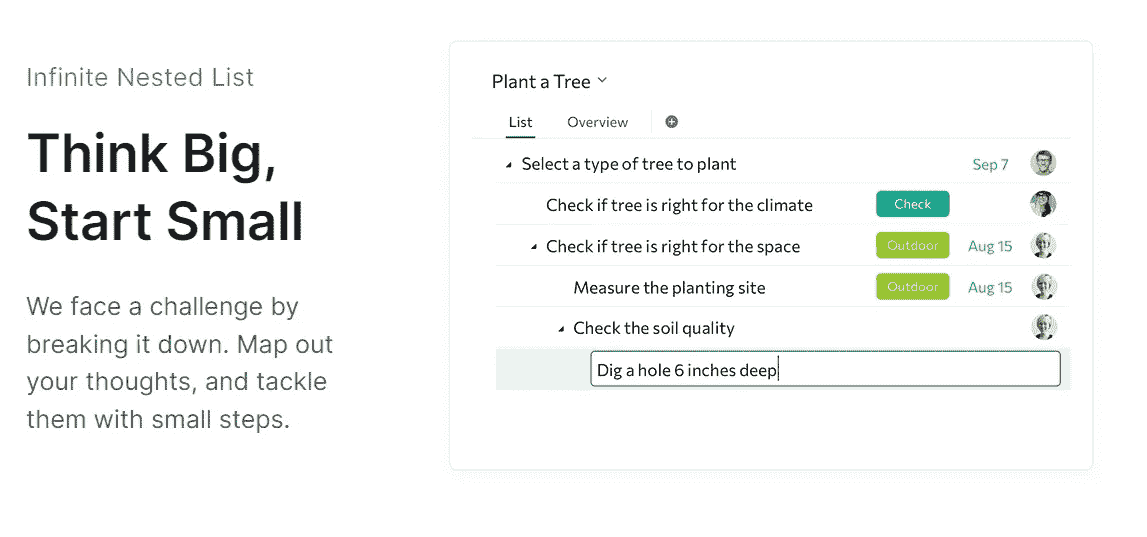 Infinite Nested List
Think Big,
Start Small
We face a challenge by
breaking it down. Map out
your thoughts, and tackle
them with small steps.
Plant a Tree
List Overview
Select a type of tree to plant Sep 7
Check if tree is right for the climate Check
Check if tree is right for the space Outdoor Aug 15
Measure the planting site Outdoor Aug 15
Check the soil quality
Dig a hole 6 inches deep